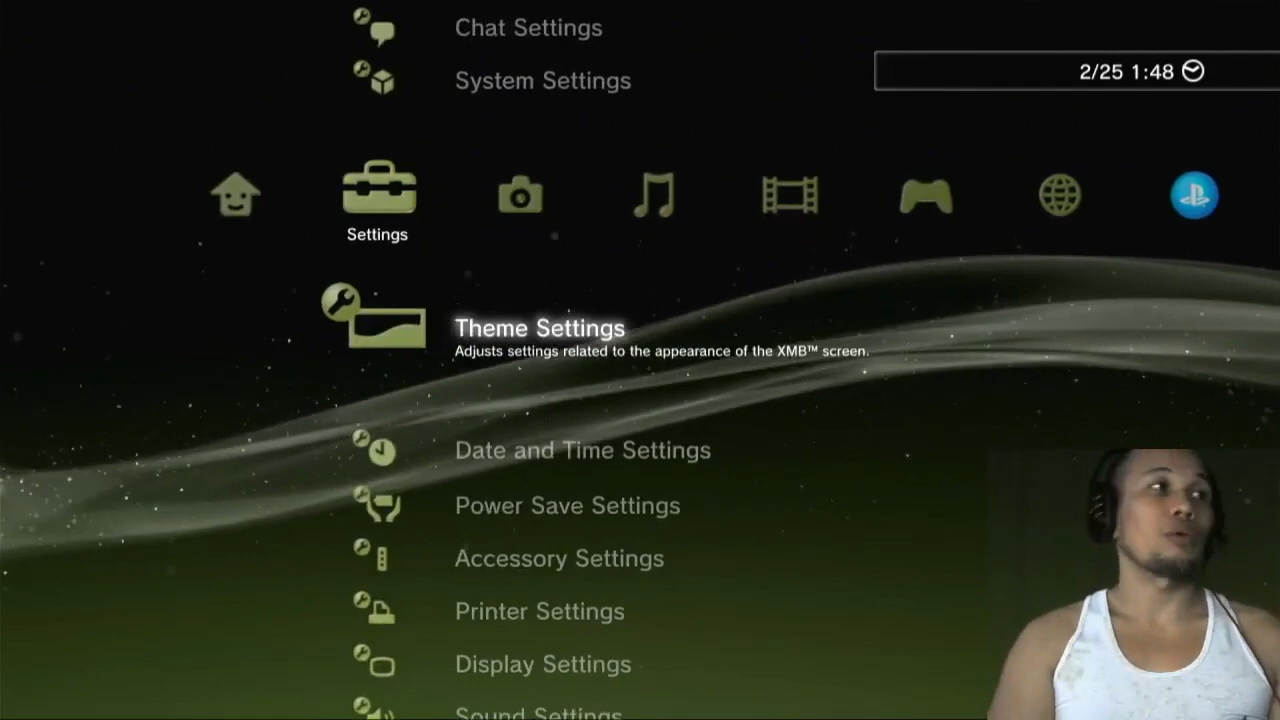 Chat Settings
System Settings
2/25 1:48
Settings
Theme Settings
Adjusts settings related to the appearance of the XMB™ screen.
Date and Time Settings
Power Save Settings
Accessory Settings
Printer Settings
Display Settings
Sound Settings